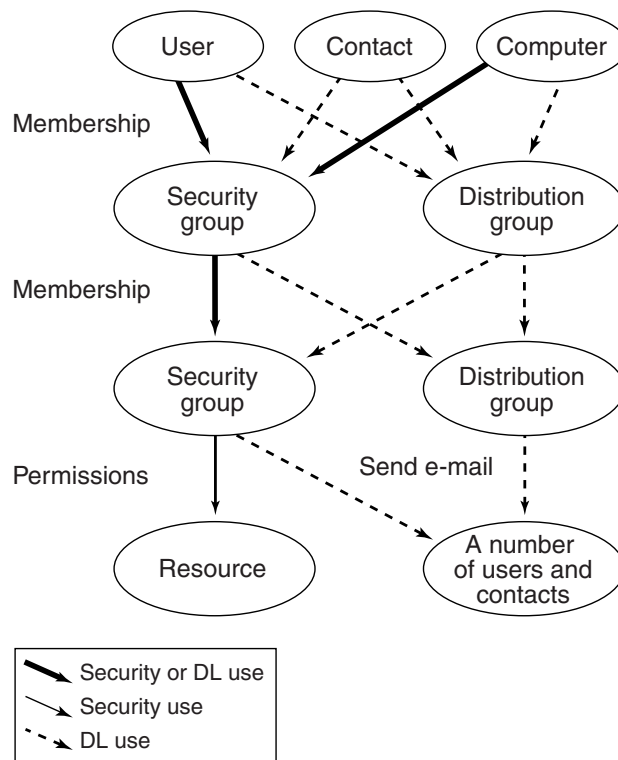 User
Contact
Computer
Membership
Security
group
Distribution
group
Membership
Security
group
Distribution
group
Permissions
Send e-mail
Resource
A number
of users and
contacts
Security or DL use
Security use
DL use